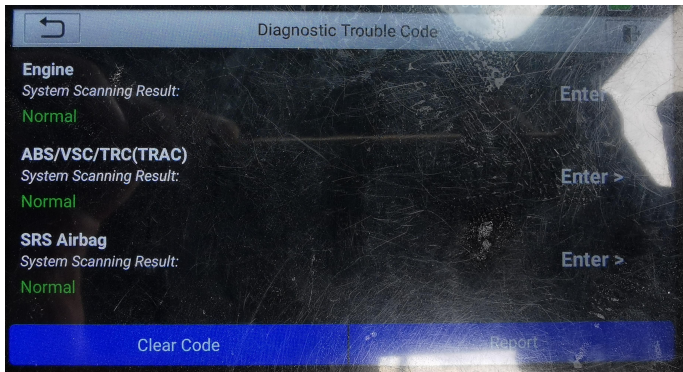 Diagnostic Trouble Code
Engine
System Scanning Result:
Enter >
Normal
ABS/VSC/TRC(TRAC)
System Scanning Result:
Enter >
Normal
SRS Airbag
System Scanning Result:
Enter >
Normal
Clear Code
Report